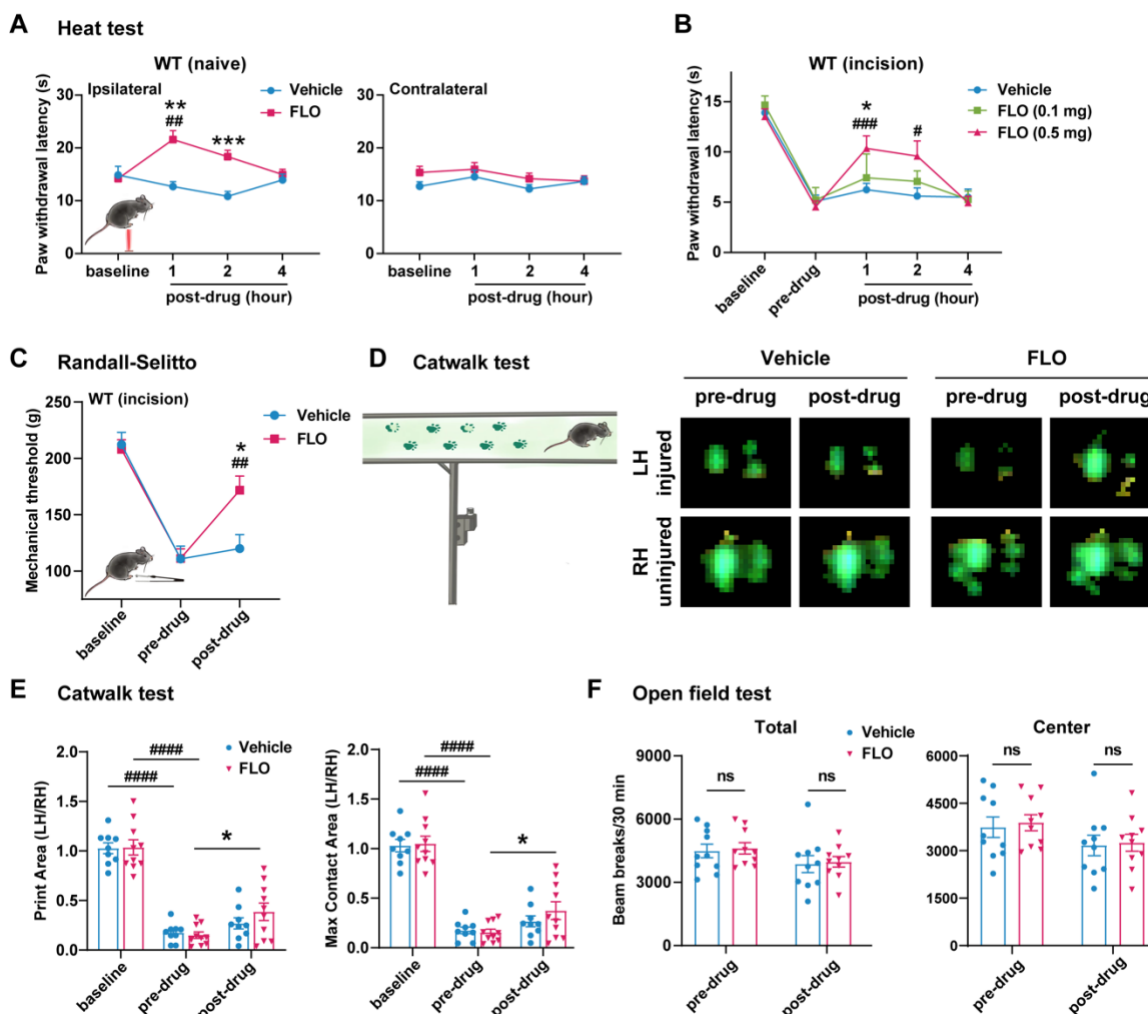 A Heat test
WT (naive)
Ipsilateral
Vehicle
FLO
Contralateral
Paw withdrawal latency (s)
30
20
10
0
**
##
***
baseline 1 2 4
post-drug (hour)
30
20
10
0
baseline 1 2 4
post-drug (hour)
B
WT (incision)
Vehicle
FLO (0.1 mg)
FLO (0.5 mg)
Paw withdrawal latency (s)
15
10
5
0
*
###
#
baseline pre-drug 1 2 4
post-drug (hour)
C Randall-Selitto
WT (incision)
Vehicle
FLO
Mechanical threshold (g)
250
200
150
100
*
##
baseline pre-drug post-drug
D Catwalk test
Vehicle FLO
pre-drug post-drug pre-drug post-drug
LH
injured
RH
uninjured
E Catwalk test
Vehicle
FLO
Print Area (LH/RH)
2.0
1.5
1.0
0.5
0.0
####
####
*
baseline pre-drug post-drug
Max Contact Area (LH/RH)
2.0
1.5
1.0
0.5
0.0
####
####
*
baseline pre-drug post-drug
F Open field test
Total
Vehicle
FLO
Beam breaks/30 min
9000
6000
3000
0
ns ns
pre-drug post-drug
Center
6000
4500
3000
1500
0
ns ns
pre-drug post-drug